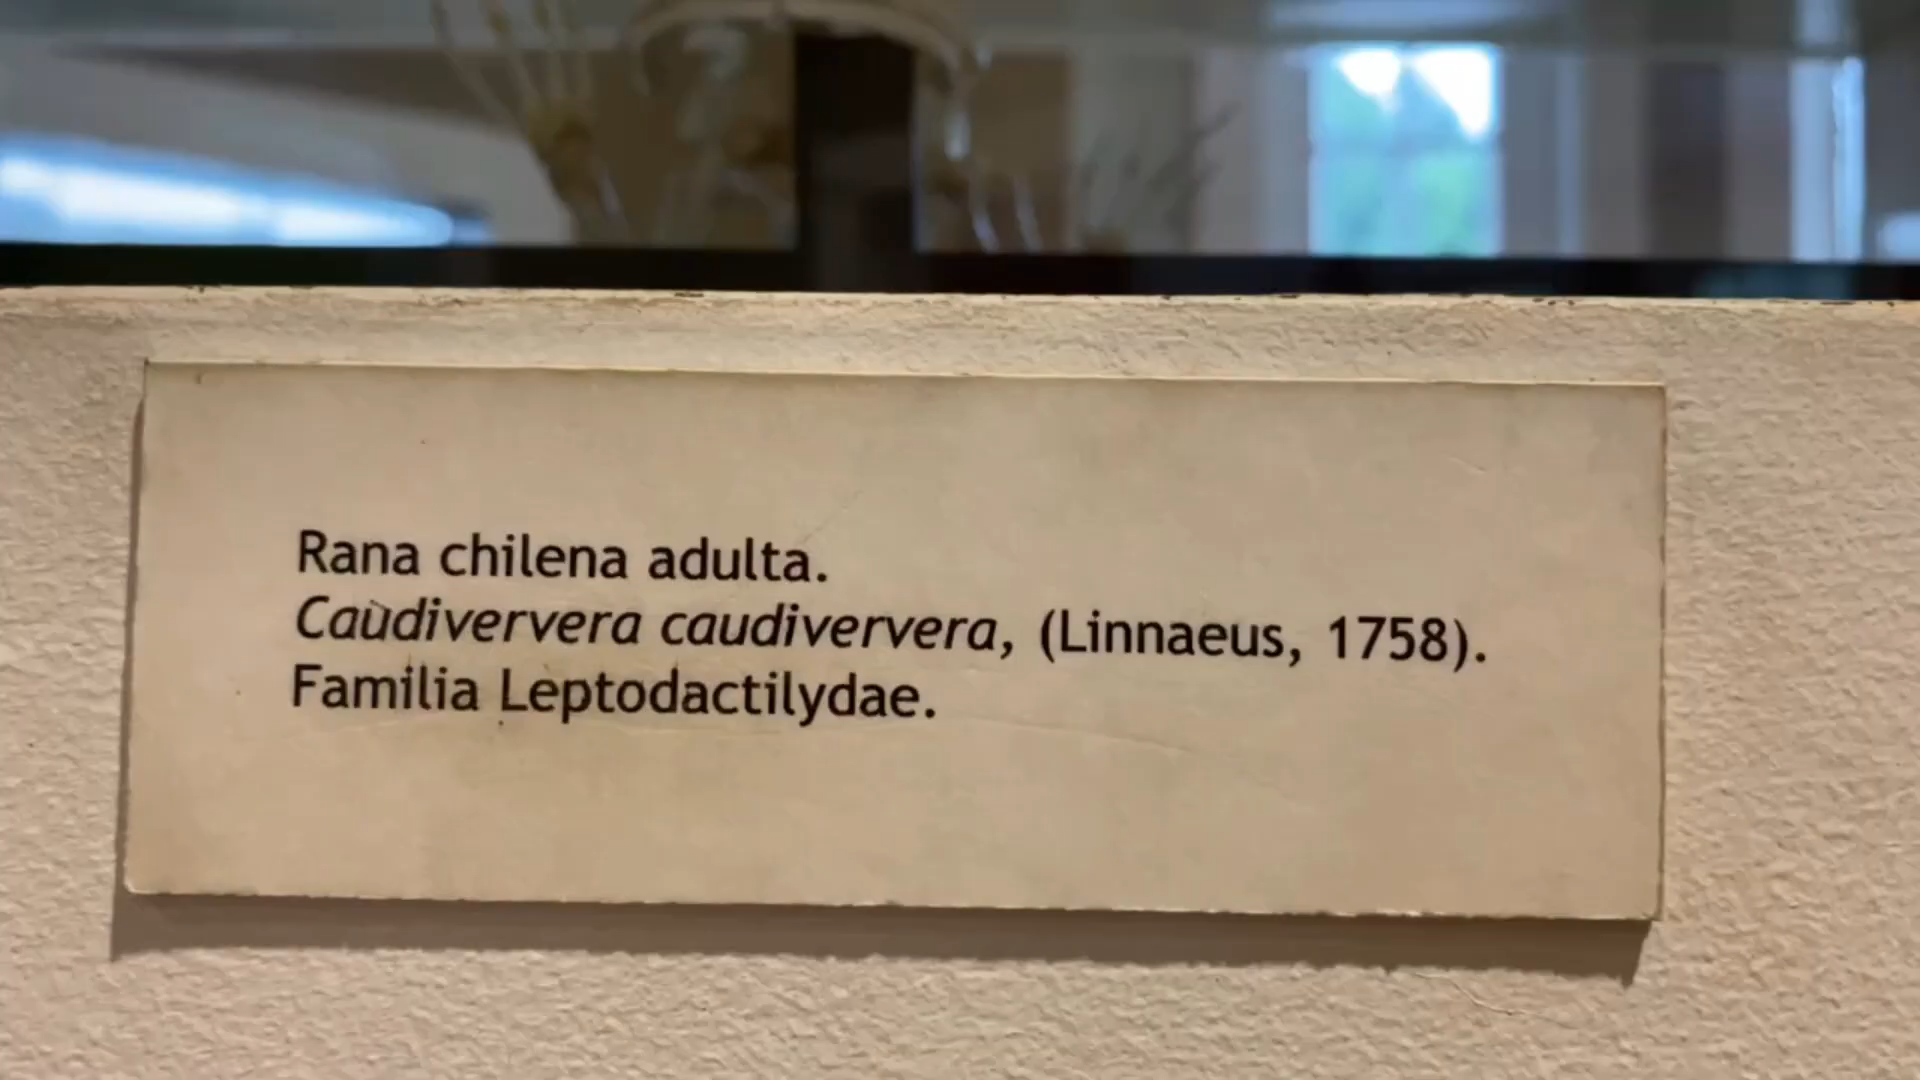 Rana chilena adulta.
Caudiververa caudiververa, (Linnaeus, 1758).
Familia Leptodactilydae.